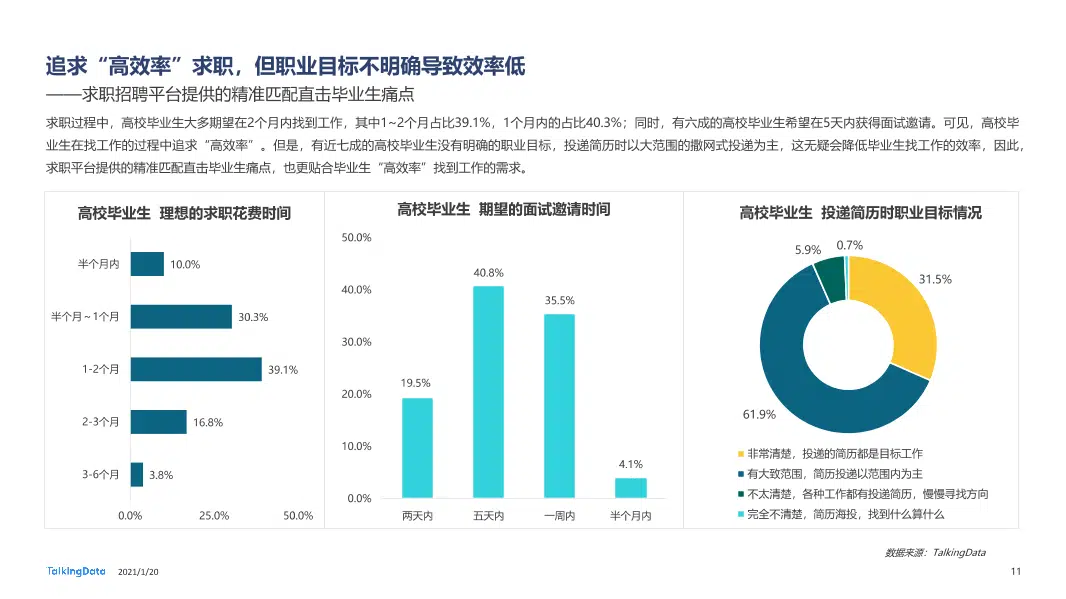 追求“高效率”求职，但职业目标不明确导致效率低
——求职招聘平台提供的精准匹配直击毕业生痛点
求职过程中，高校毕业生大多期望在2个月内找到工作，其中1~2个月占比39.1%，1个月内的占比40.3%；同时，有六成的高校毕业生希望在5天内获得面试邀请。可见，高校毕
业生在找工作的过程中追求“高效率”。但是，有近七成的高校毕业生没有明确的职业目标，投递简历时以大范围的撒网式投递为主，这无疑会降低毕业生找工作的效率，因此，
求职平台提供的精准匹配直击毕业生痛点，也更贴合毕业生“高效率”找到工作的需求。
高校毕业生 理想的求职花费时间
半个月内
10.0%
半个月～1个月
30.3%
1-2个月
39.1%
2-3个月
16.8%
3-6个月
3.8%
0.0%
25.0%
50.0%
高校毕业生 期望的面试邀请时间
50.0%
40.0%
30.0%
20.0%
10.0%
0.0%
19.5%
40.8%
35.5%
4.1%
两天内
五天内
一周内
半个月内
高校毕业生 投递简历时职业目标情况
5.9%
0.7%
31.5%
61.9%
非常清楚，投递的简历都是目标工作
有大致范围，简历投递以范围内为主
不太清楚，各种工作都有投递简历，慢慢寻找方向
完全不清楚，简历海投，找到什么算什么
数据来源：TalkingData
TalkingData
2021/1/20
11